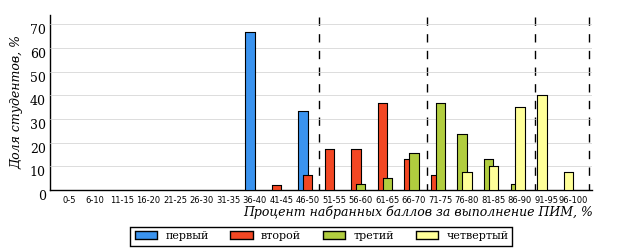 Доля студентов, %
70
60
50
40
30
20
10
0
0-5 6-10 11-15 16-20 21-25 26-30 31-35 36-40 41-45 46-50 51-55 56-60 61-65 66-70 71-75 76-80 81-85 86-90 91-95 96-100
Процент набранных баллов за выполнение ПИМ, %
первый второй третий четвертый